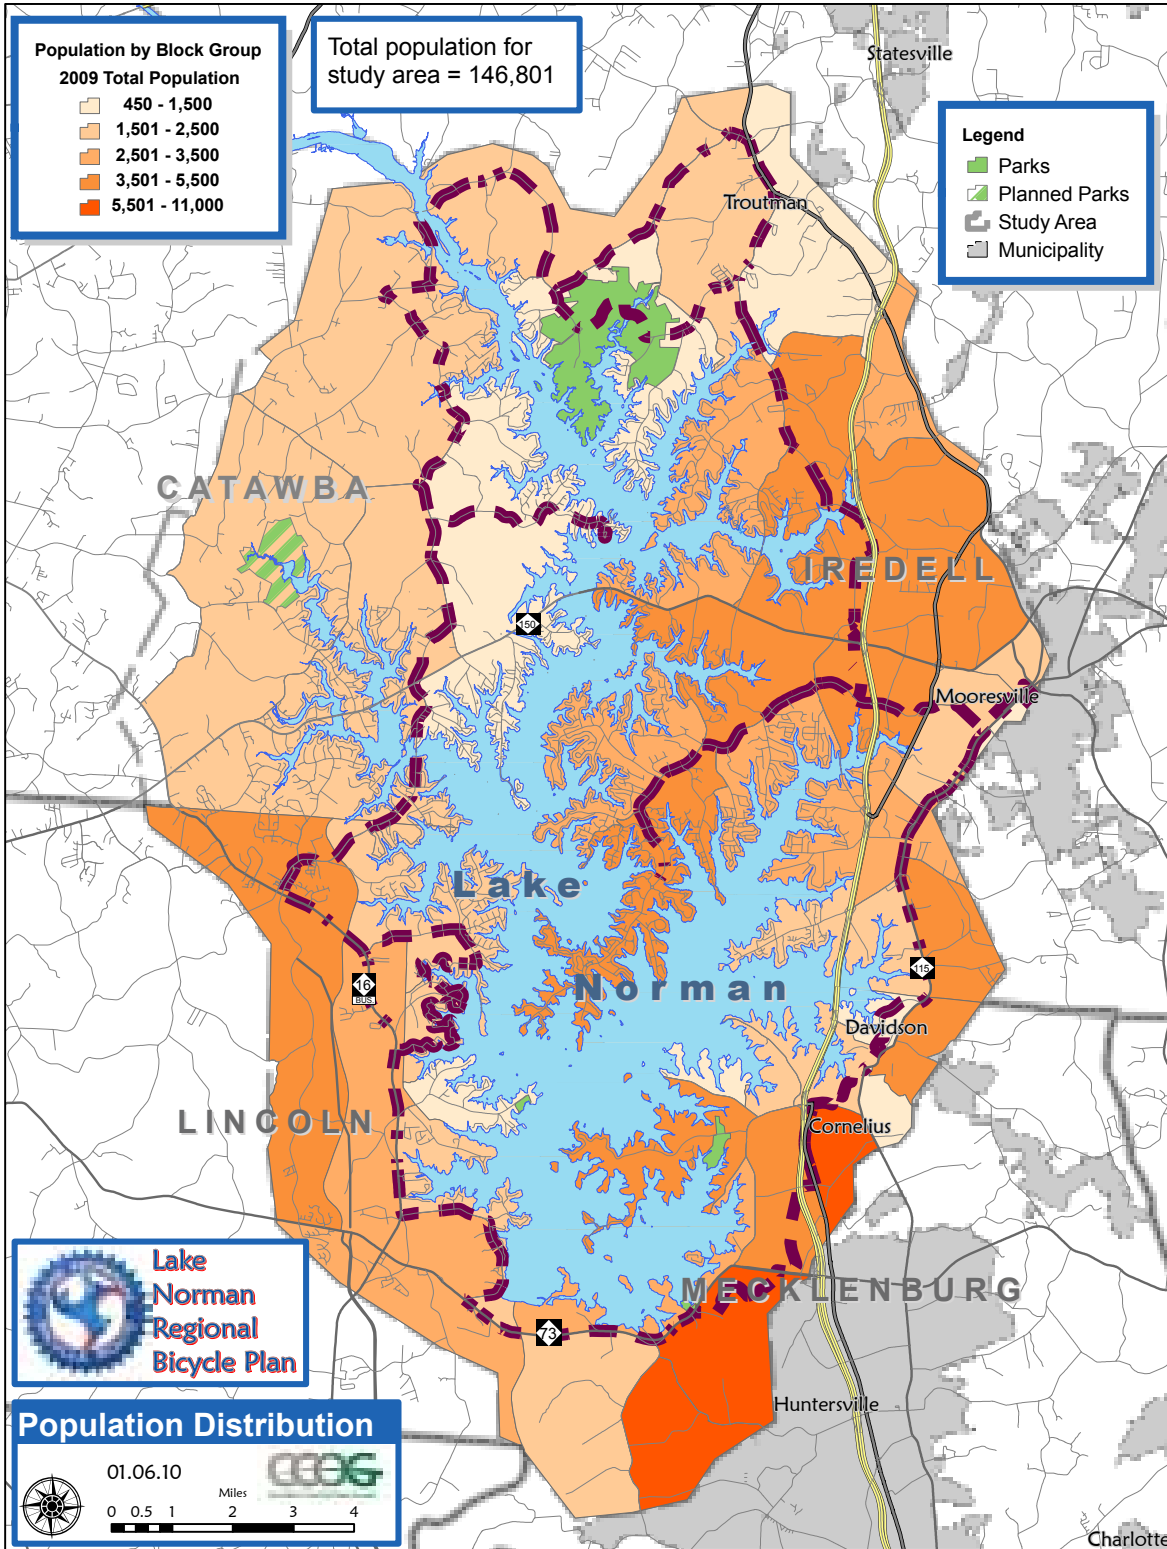 Population by Block Group
2009 Total Population
450 - 1,500
1,501 - 2,500
2,501 - 3,500
3,501 - 5,500
5,501 - 11,000
Total population for
study area = 146,801
Legend
Parks
Planned Parks
Study Area
Municipality
Statesville
Troutman
CATAWBA
IREDELL
150
Mooresville
Lake
Norman
16
BUS
115
Davidson
LINCOLN
Cornelius
MECKLENBURG
73
Huntersville
Charlotte
Lake
Norman
Regional
Bicycle Plan
Population Distribution
01.06.10
Miles
0 0.5 1 2 3 4